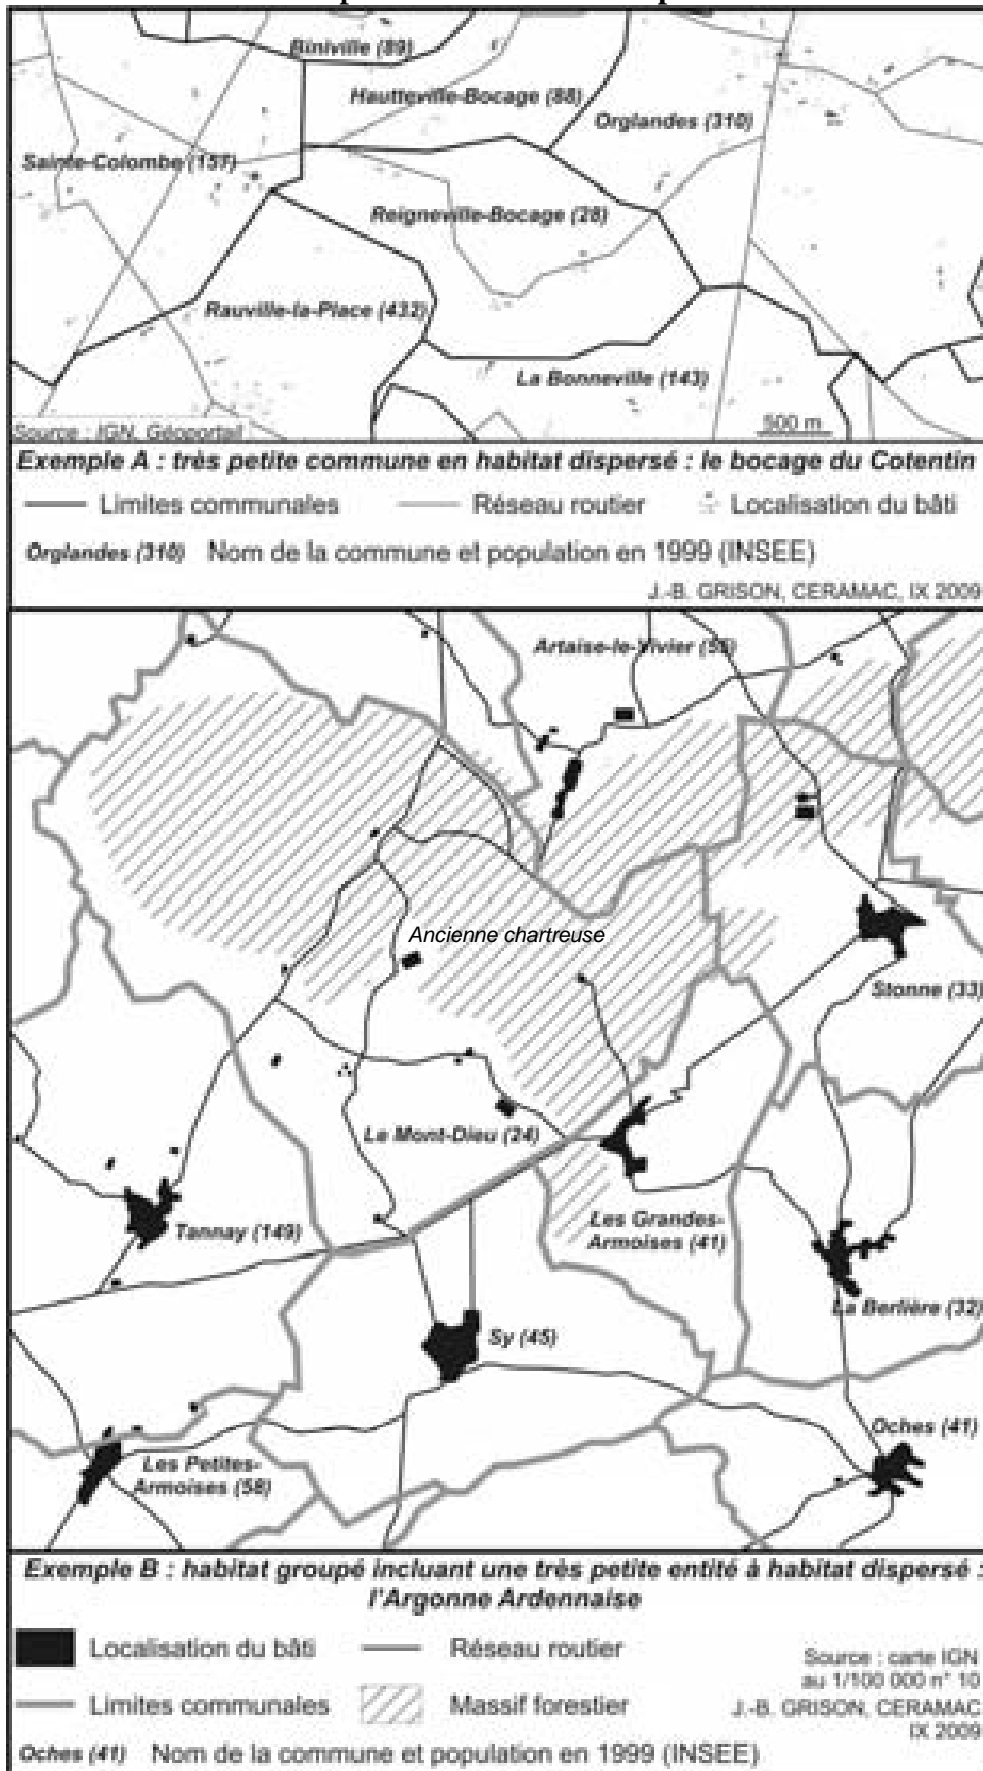 Biniville (89)
Hautteville-Bocage (88)
Orglandes (310)
Sainte-Colombe (157)
Reigneville-Bocage (28)
Rauville-la-Place (432)
La Bonneville (143)
500 m
Source : IGN, Géoportail
Exemple A : très petite commune en habitat dispersé : le bocage du Cotentin
Limites communales
Réseau routier
Localisation du bâti
Orglandes (310) Nom de la commune et population en 1999 (INSEE)
J.-B. GRISON, CERAMAC, IX 2009
Artaise-le-Vivier
Ancienne chartreuse
Stonne (33)
Le Mont-Dieu (24)
Tannay (149)
Les Grandes-
Armoises (41)
La Berlière (32)
Sy (45)
Oches (41)
Les Petites-
Armoises (58)
Exemple B : habitat groupé incluant une très petite entité à habitat dispersé :
l'Argonne Ardennaise
Localisation du bâti
Réseau routier
Limites communales
Massif forestier
Source : carte IGN
au 1/100 000 n° 10
J.-B. GRISON, CERAMAC
IX 2009
Oches (41) Nom de la commune et population en 1999 (INSEE)